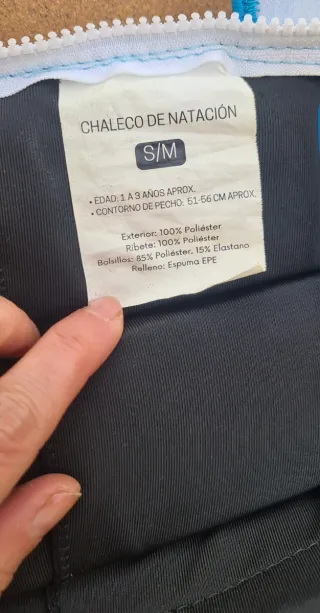 CHALECO DE NATACIÓN
S/M
• EDAD: 1 A 3 AÑOS APROX.
• CONTORNO DE PECHO: 51-56 CM APROX.
Exterior: 100% Poliéster
Ribete: 100% Poliéster
Bolsillos: 85% Poliéster, 15% Elastano
Relleno: Espuma EPE